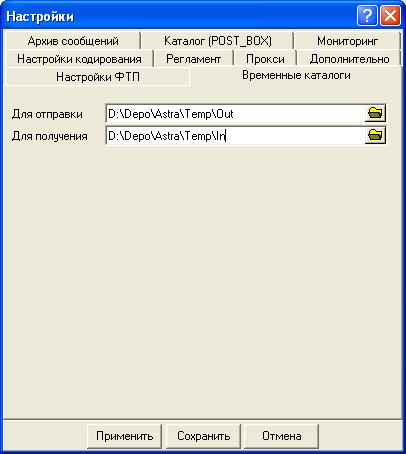 Настройки
Архив сообщений Каталог (POST_BOX) Мониторинг
Настройки кодирования Регламент Прокси Дополнительно
Настройки ФТП Временные каталоги
Для отправки D:\Depo\Astra\Temp\Out
Для получения D:\Depo\Astra\Temp\In
Применить Сохранить Отмена